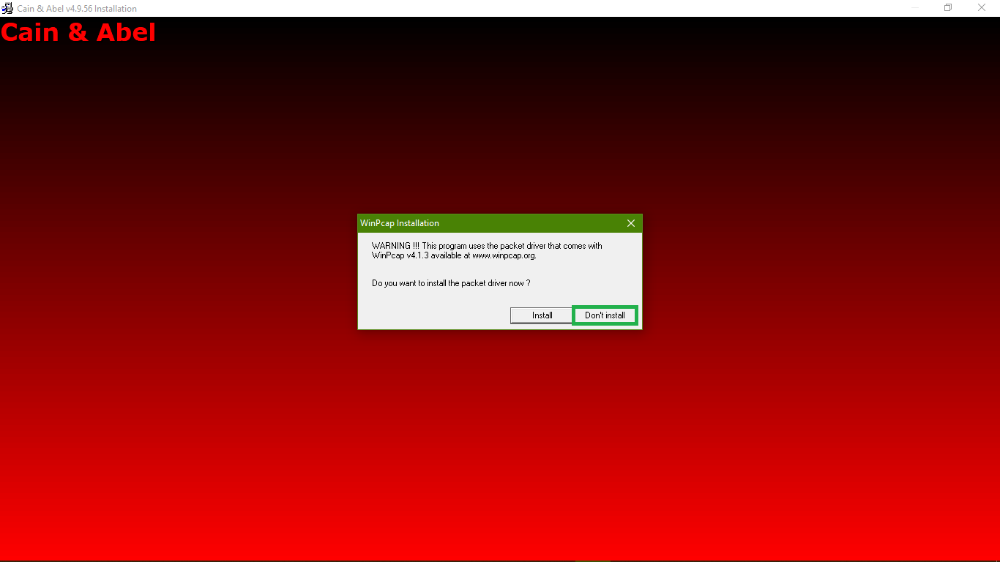 Cain & Abel v4.9.56 Installation
Cain & Abel
WinPcap Installation
WARNING !!! This program uses the packet driver that comes with
WinPcap v4.1.3 available at www.winpcap.org.
Do you want to install the packet driver now ?
Install
Don't install